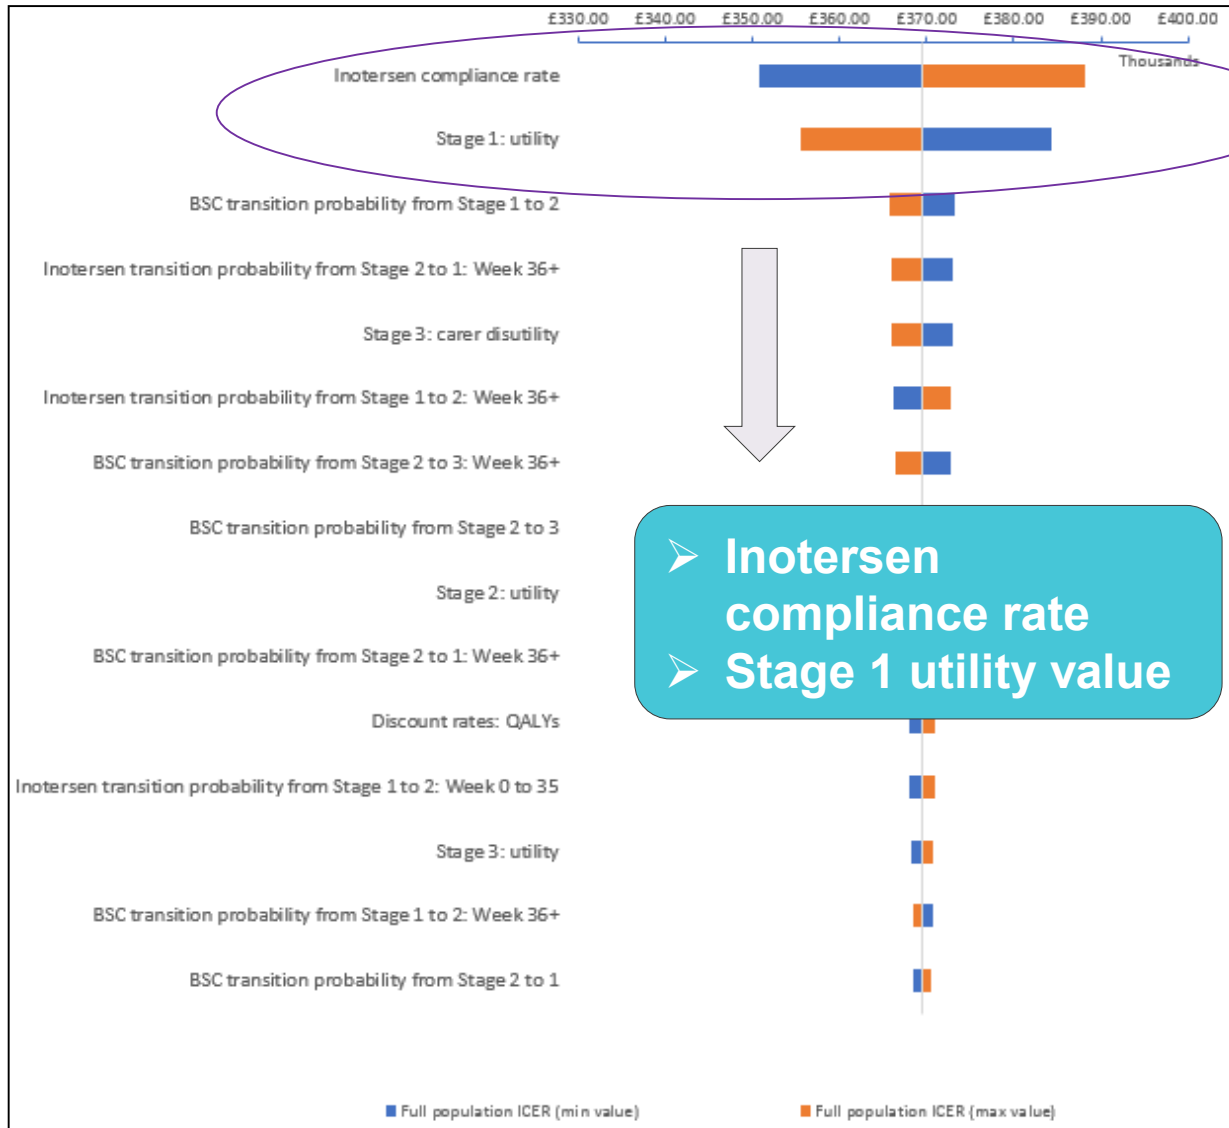 £330.00 £340.00 £350.00 £360.00 £370.00 £380.00 £390.00 £400.00
Thousands
Inotersen compliance rate
Stage 1: utility
BSC transition probability from Stage 1 to 2
Inotersen transition probability from Stage 2 to 1: Week 36+
Stage 3: carer disutility
Inotersen transition probability from Stage 1 to 2: Week 36+
BSC transition probability from Stage 2 to 3: Week 36+
BSC transition probability from Stage 2 to 3
Stage 2: utility
BSC transition probability from Stage 2 to 1: Week 36+
Discount rates: QALYs
Inotersen transition probability from Stage 1 to 2: Week 0 to 35
Stage 3: utility
BSC transition probability from Stage 1 to 2: Week 36+
BSC transition probability from Stage 2 to 1
➢ Inotersen
compliance rate
➢ Stage 1 utility value
Full population ICER (min value) Full population ICER (max value)